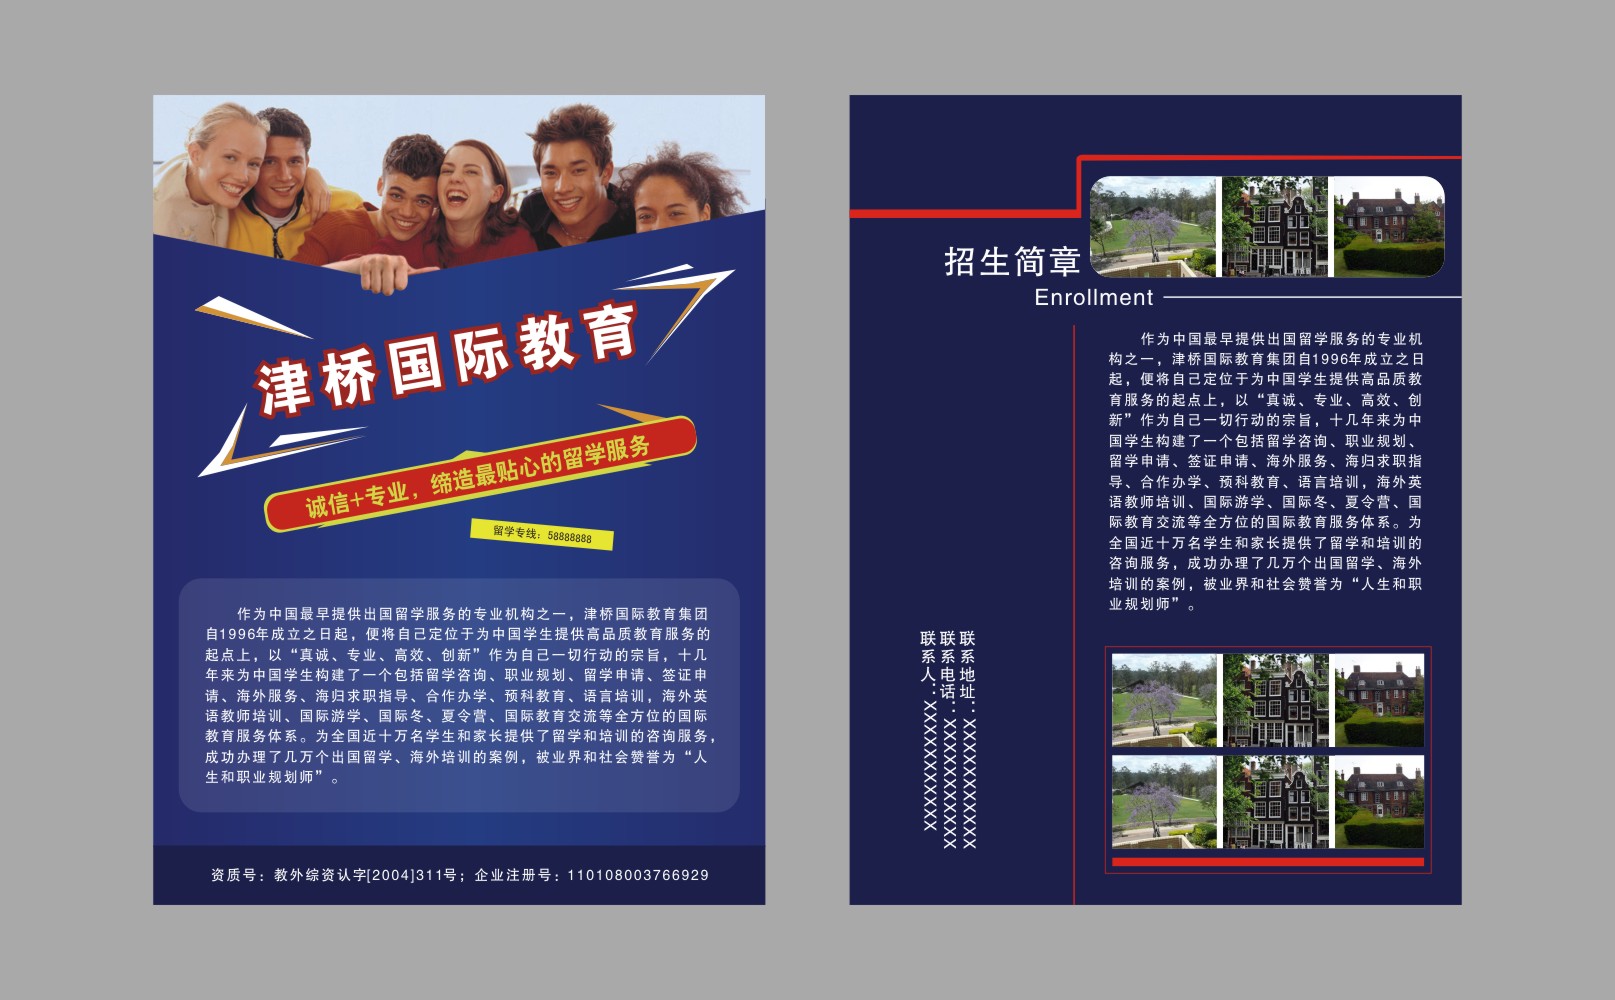 津桥国际教育
诚信+专业，缔造最贴心的留学服务
留学专线：58888888
作为中国最早提供出国留学服务的专业机构之一，津桥国际教育集团
自1996年成立之日起，便将自己定位于为中国学生提供高品质教育服务的
起点上，以“真诚、专业、高效、创新”作为自己一切行动的宗旨，十几
年来为中国学生构建了一个包括留学咨询、职业规划、留学申请、签证申
请、海外服务、海归求职指导、合作办学、预科教育、语言培训，海外英
语教师培训、国际游学、国际冬、夏令营、国际教育交流等全方位的国际
教育服务体系。为全国近十万名学生和家长提供了留学和培训的咨询服务，
成功办理了几万个出国留学、海外培训的案例，被业界和社会赞誉为“人
生和职业规划师”。
资质号：教外综资认字[2004]311号；企业注册号：110108003766929
招生简章
Enrollment
作为中国最早提供出国留学服务的专业机
构之一，津桥国际教育集团自1996年成立之日
起，便将自己定位于为中国学生提供高品质教
育服务的起点上，以“真诚、专业、高效、创
新”作为自己一切行动的宗旨，十几年来为中
国学生构建了一个包括留学咨询、职业规划、
留学申请、签证申请、海外服务、海归求职指
导、合作办学、预科教育、语言培训，海外英
语教师培训、国际游学、国际冬、夏令营、国
际教育交流等全方位的国际教育服务体系。为
全国近十万名学生和家长提供了留学和培训的
咨询服务，成功办理了几万个出国留学、海外
培训的案例，被业界和社会赞誉为“人生和职
业规划师”。
联系地址：XXXXXXXXXX
联系电话：XXXXXXXXXX
联系人：XXXXXXXXXX